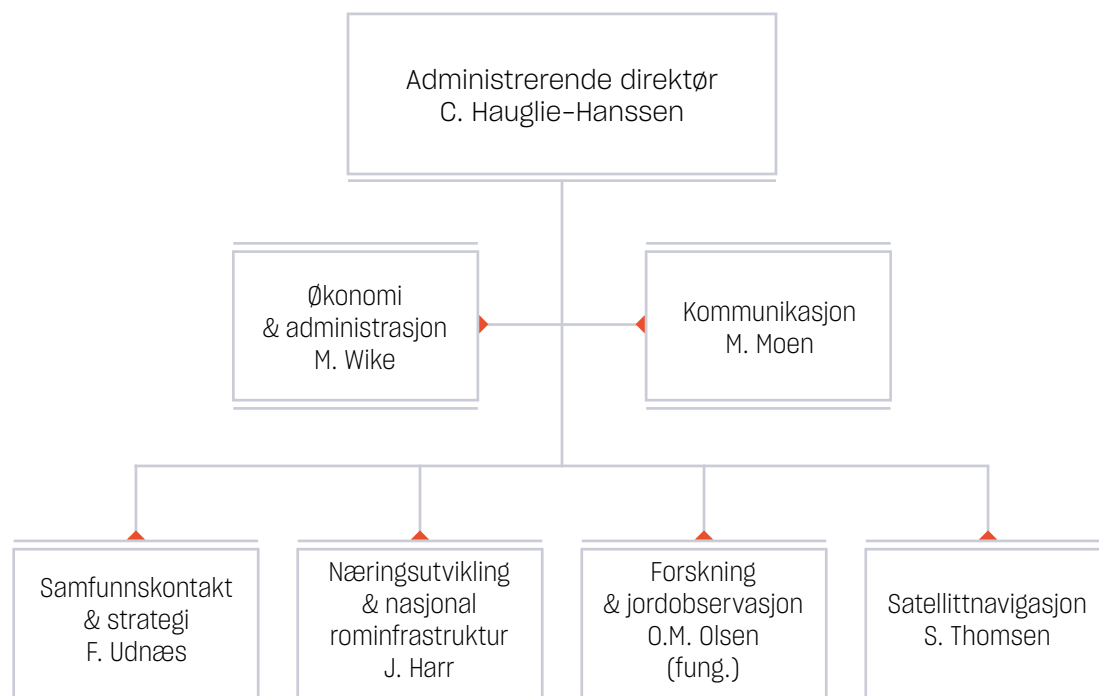 Administrerende direktør
C. Hauglie-Hanssen
Økonomi
& administrasjon
M. Wike
Kommunikasjon
M. Moen
Samfunnskontakt
& strategi
F. Udnæs
Næringsutvikling
& nasjonal
rominfrastruktur
J. Harr
Forskning
& jordobservasjon
O.M. Olsen
(fung.)
Satellittnavigasjon
S. Thomsen